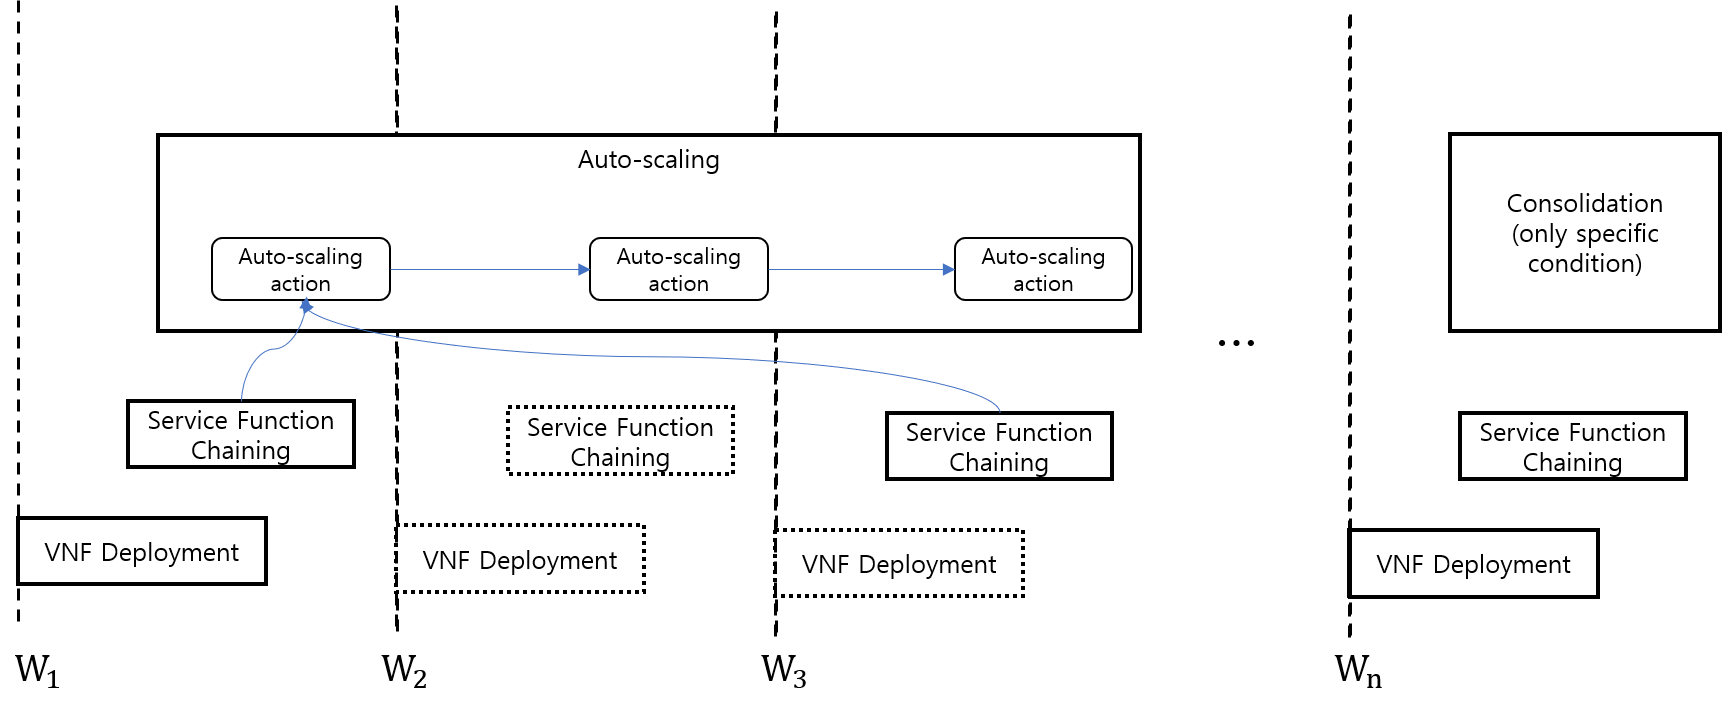 Auto-scaling
Auto-scaling
action
Auto-scaling
action
Auto-scaling
action
Consolidation
(only specific
condition)
...
Service Function
Chaining
Service Function
Chaining
Service Function
Chaining
Service Function
Chaining
VNF Deployment
VNF Deployment
VNF Deployment
VNF Deployment
W₁
W₂
W₃
Wₙ